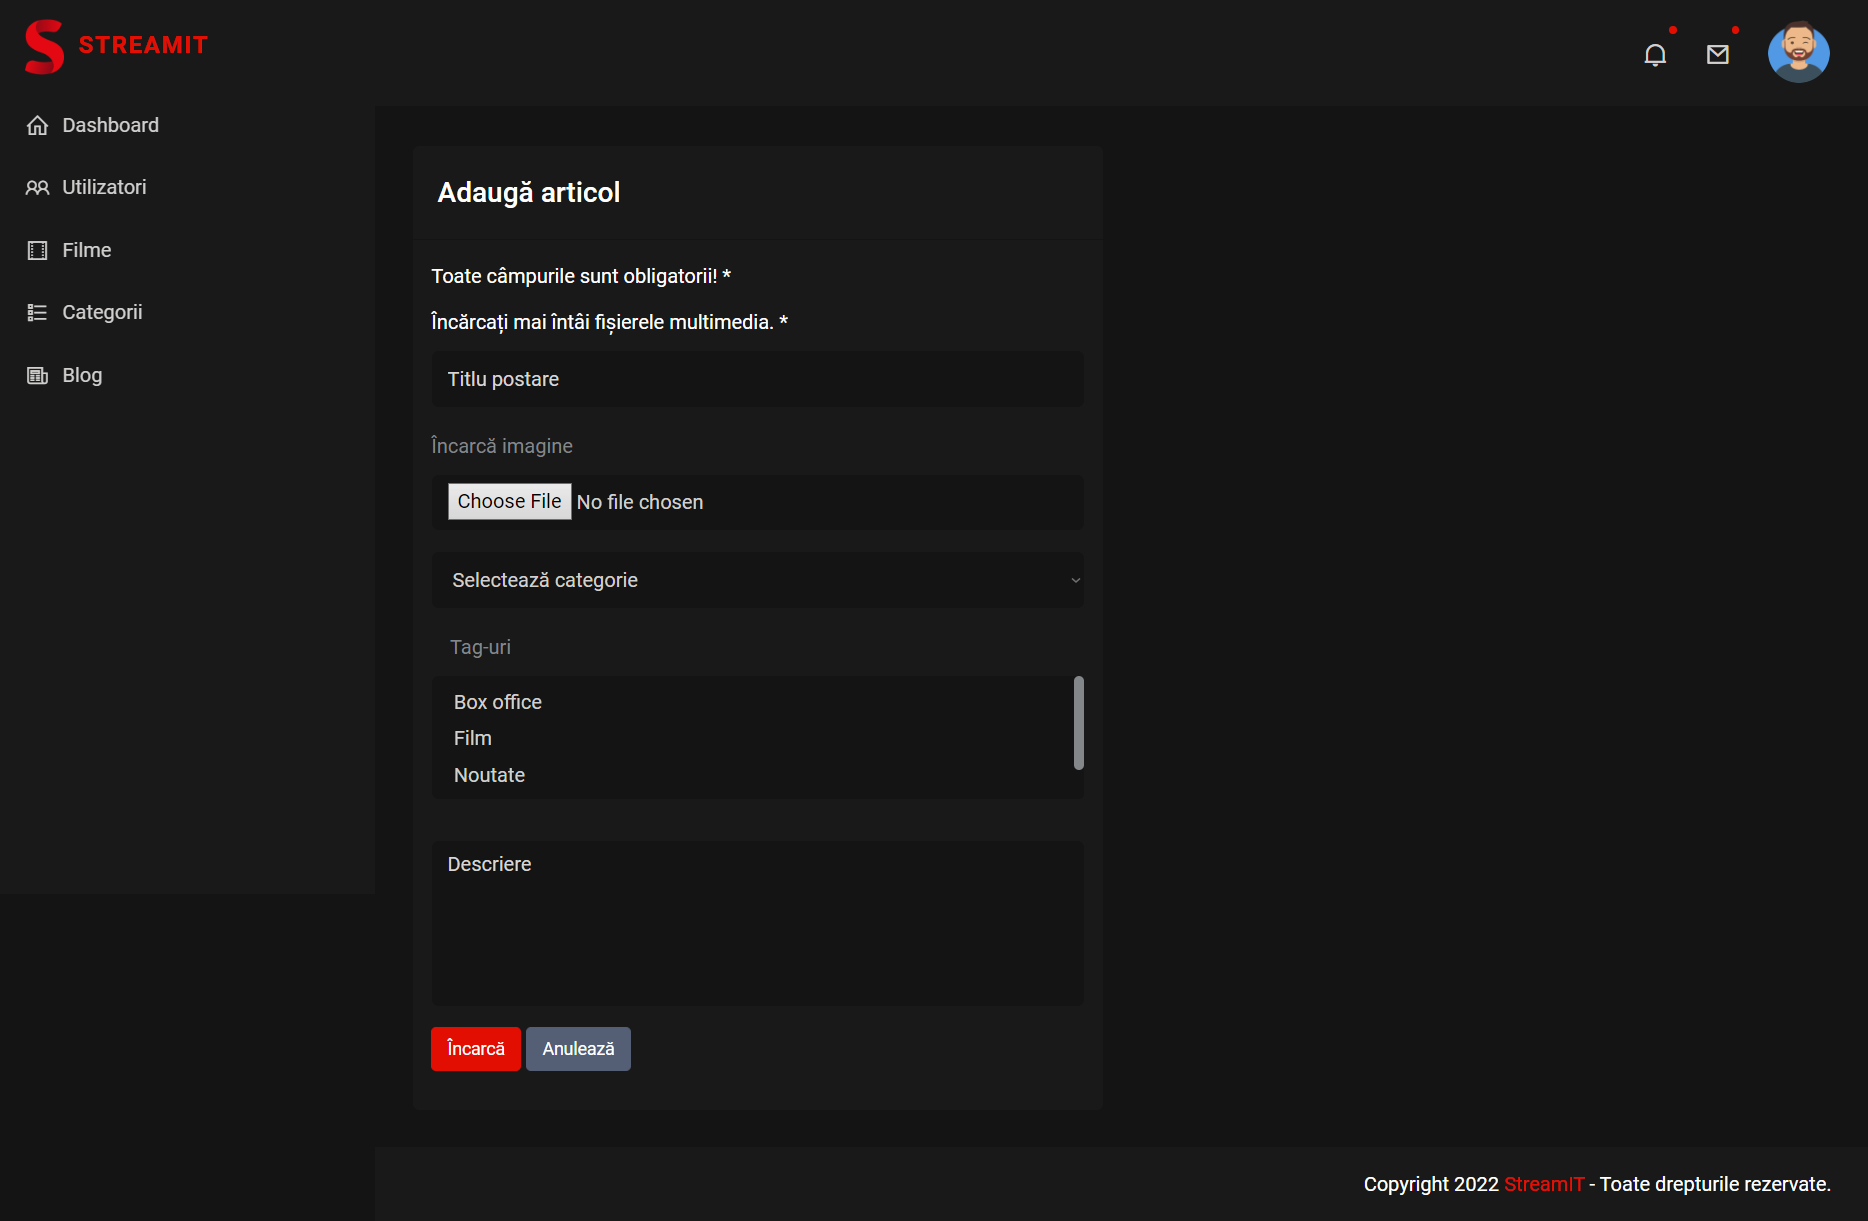 STREAMIT
Dashboard
Utilizatori
Filme
Categorii
Blog
Adaugă articol
Toate câmpurile sunt obligatorii! *
Încărcați mai întâi fișierele multimedia. *
Titlu postare
Încarcă imagine
Choose File No file chosen
Selectează categorie
Tag-uri
Box office
Film
Noutate
Descriere
Încarcă Anulează
Copyright 2022 StreamIT - Toate drepturile rezervate.